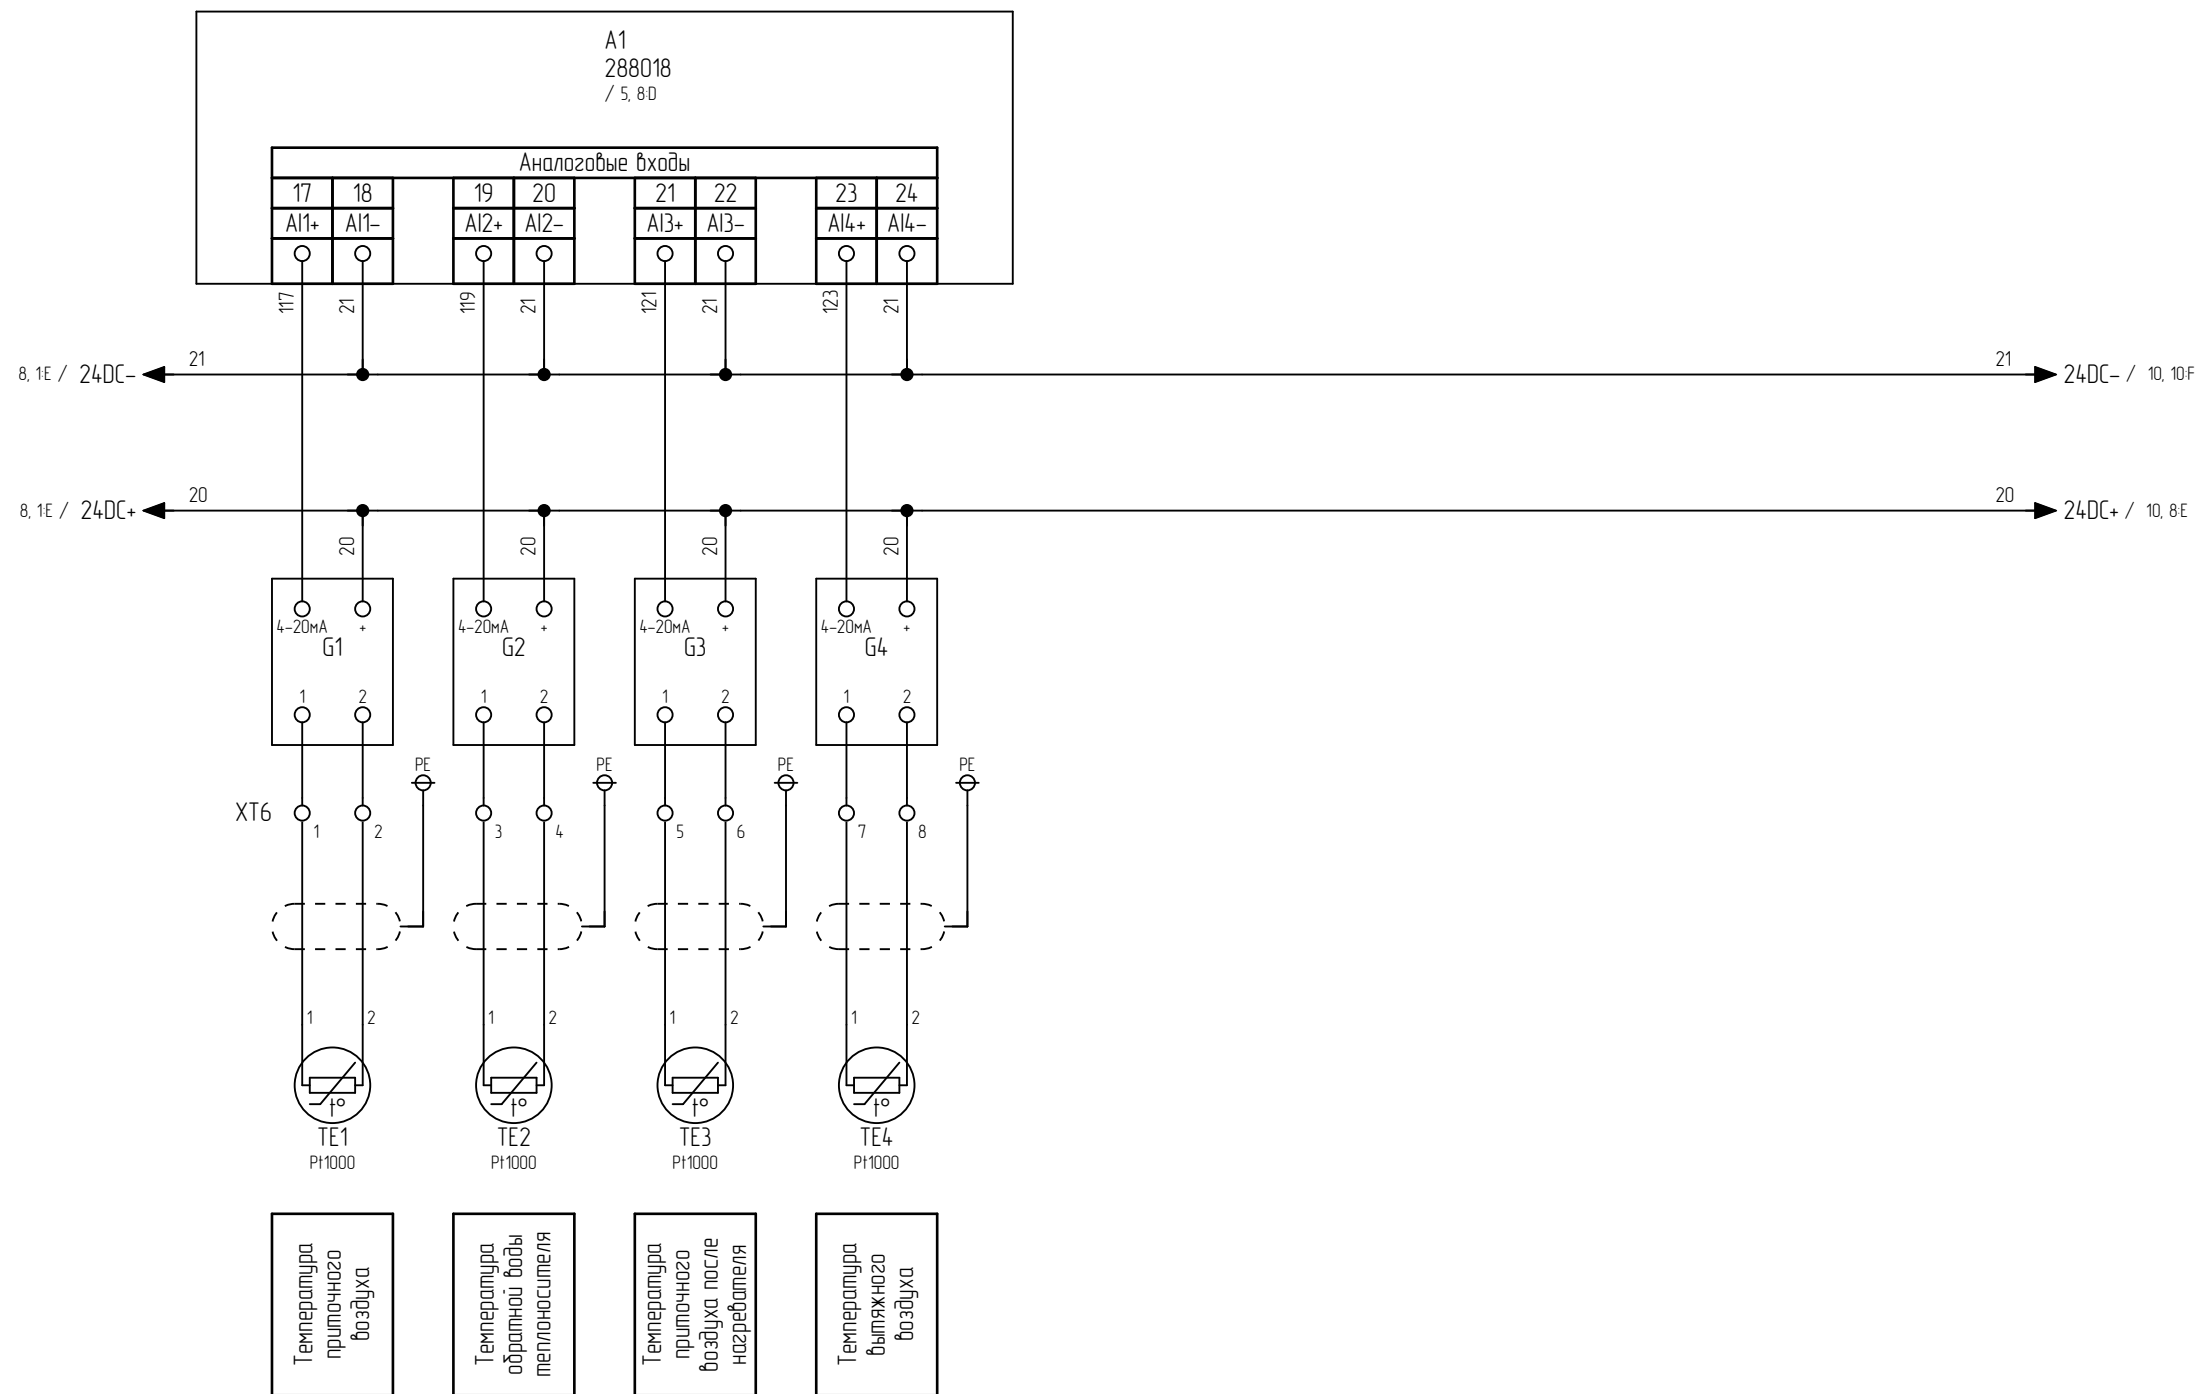 A1
288018
/ 5, 8:D
Аналоговые входы
17 18 19 20 21 22 23 24
AI1+ AI1- AI2+ AI2- AI3+ AI3- AI4+ AI4-
117 21 119 21 121 21 123 21
8, 1:E / 24DC- 21 21 24DC- / 10, 10:F
8, 1:E / 24DC+ 20 20 24DC+ / 10, 8:E
20 20 20 20
4-20мА + 4-20мА + 4-20мА + 4-20мА +
G1 G2 G3 G4
1 2 1 2 1 2 1 2
PE PE PE PE
XT6 1 2 3 4 5 6 7 8
1 2 1 2 1 2 1 2
t° t° t° t°
TE1 TE2 TE3 TE4
Pt1000 Pt1000 Pt1000 Pt1000
Температура
приточного
воздуха
Температура
обратной воды
теплоносителя
Температура
приточного
воздуха после
нагревателя
Температура
вытяжного
воздуха